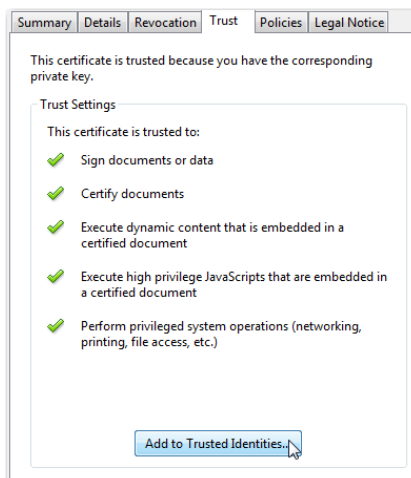 Summary Details Revocation Trust Policies Legal Notice
This certificate is trusted because you have the corresponding
private key.
Trust Settings
This certificate is trusted to:
Sign documents or data
Certify documents
Execute dynamic content that is embedded in a
certified document
Execute high privilege JavaScripts that are embedded in
a certified document
Perform privileged system operations (networking,
printing, file access, etc.)
Add to Trusted Identities...